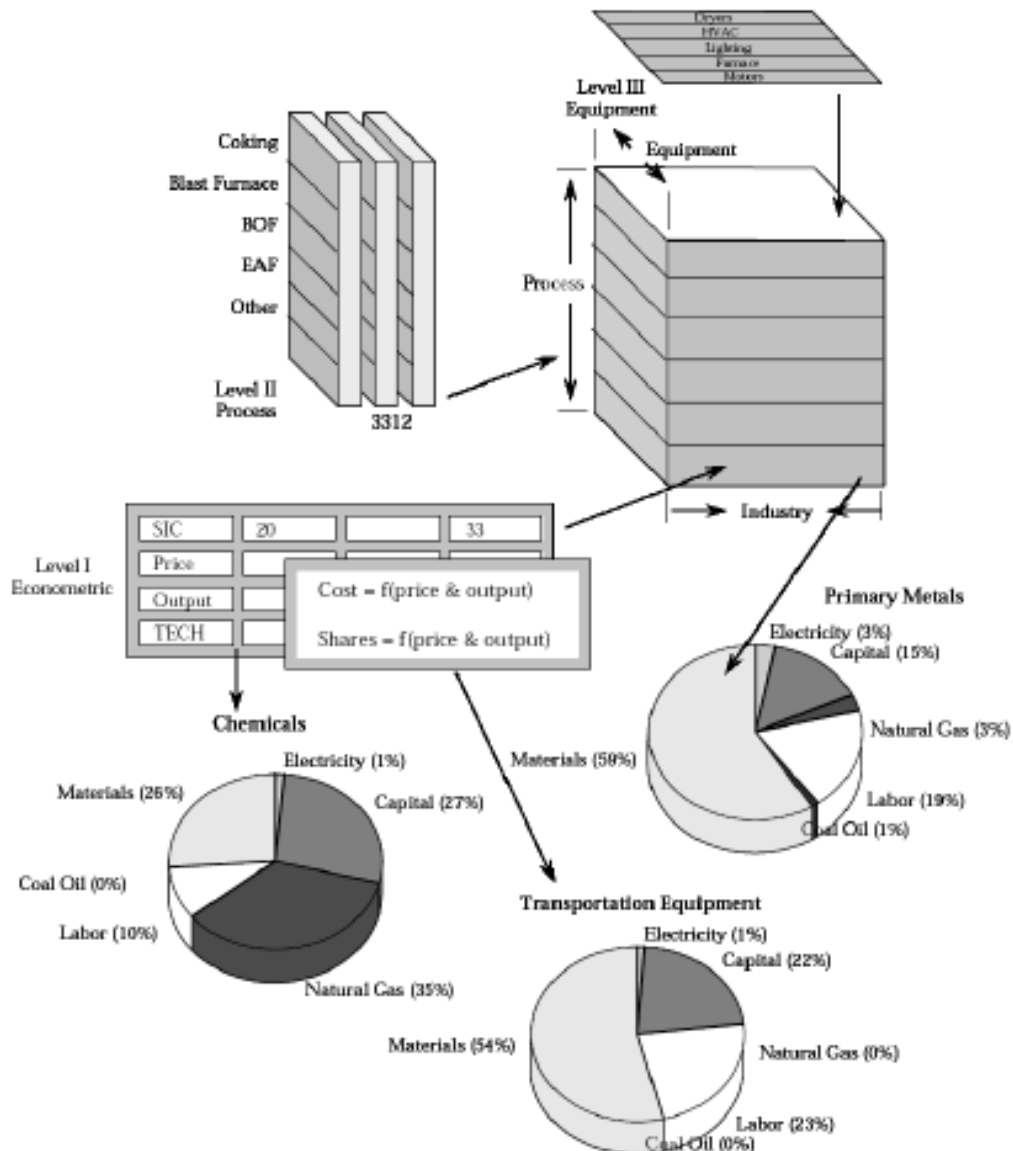 Dryers
HVAC
Lighting
Furnace
Motors
Level III
Equipment
Equipment
Coking
Blast Furnace
BOF
EAF
Other
Process
Level II
Process
3312
Industry
SIC 20 33
Price
Output
TECH
Level I
Econometric
Cost = f(price & output)
Shares = f(price & output)
Primary Metals
Electricity (3%)
Capital (15%)
Natural Gas (3%)
Materials (59%)
Labor (19%)
Coal Oil (1%)
Chemicals
Electricity (1%)
Materials (26%)
Capital (27%)
Coal Oil (0%)
Labor (10%)
Natural Gas (35%)
Transportation Equipment
Electricity (1%)
Capital (22%)
Materials (54%)
Natural Gas (0%)
Labor (23%)
Coal Oil (0%)